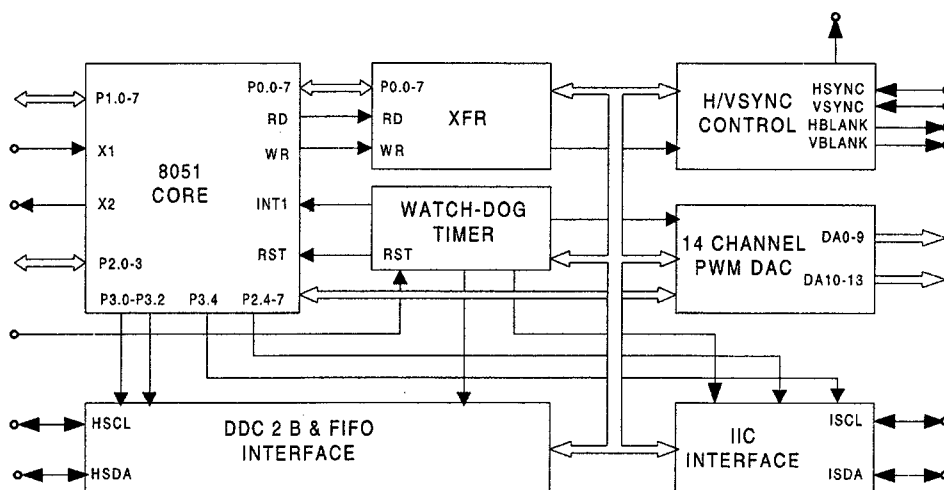 P1.0-7
X1
X2
P2.0-3
8051
CORE
P0.0-7
RD
WR
INT1
RST
P3.0-P3.2
P3.4
P2.4-7
P0.0-7
RD
WR
XFR
WATCH-DOG
TIMER
RST
H/VSYNC
CONTROL
HSYNC
VSYNC
HBLANK
VBLANK
14 CHANNEL
PWM DAC
DA0-9
DA10-13
HSCL
HSDA
DDC 2 B & FIFO
INTERFACE
IIC
INTERFACE
ISCL
ISDA